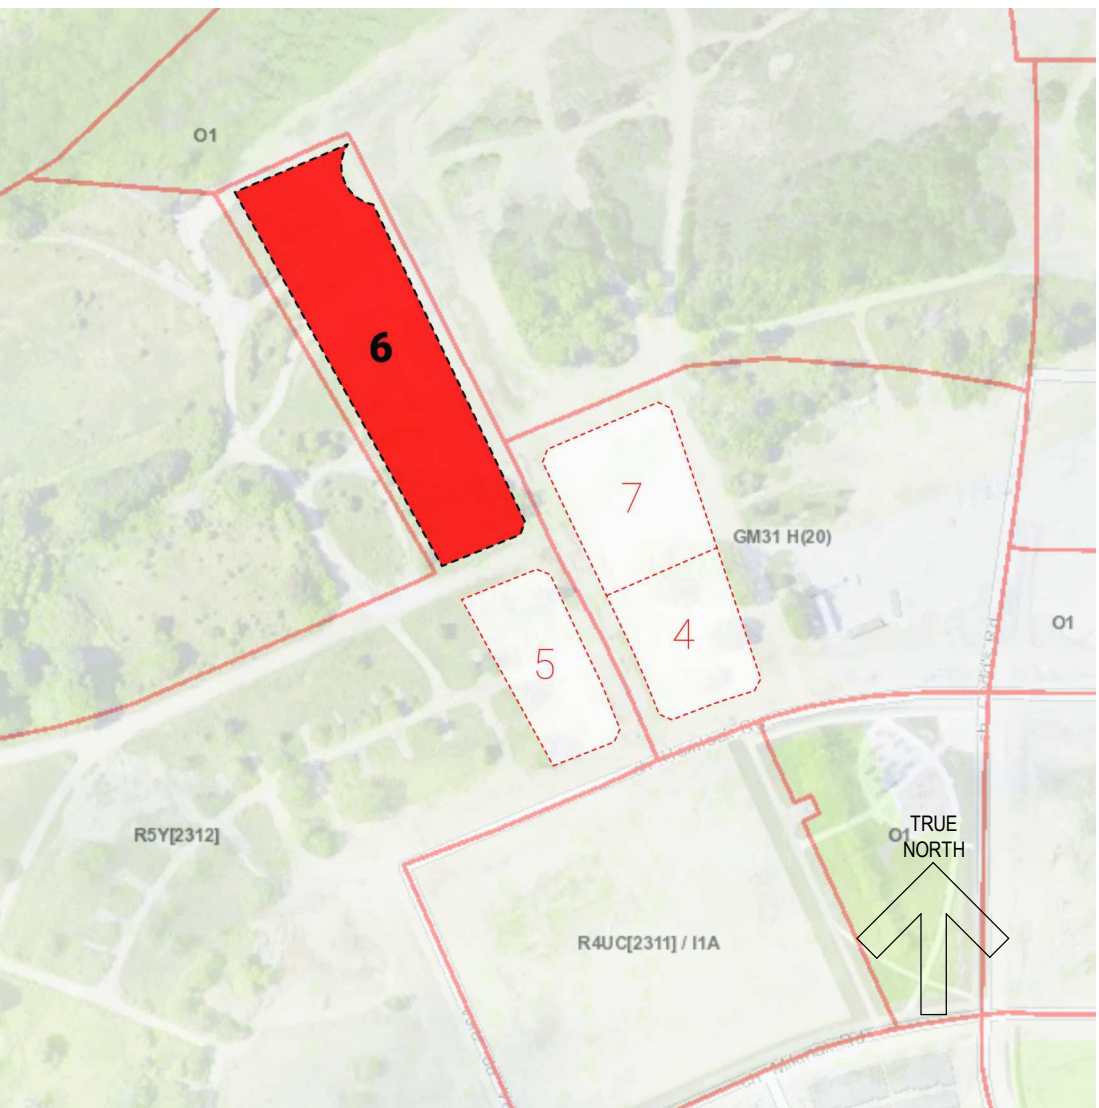 O1
6
7
GM31 H(20)
O1
4
5
R5Y[2312]
O1
TRUE
NORTH
R4UC[2311] / I1A